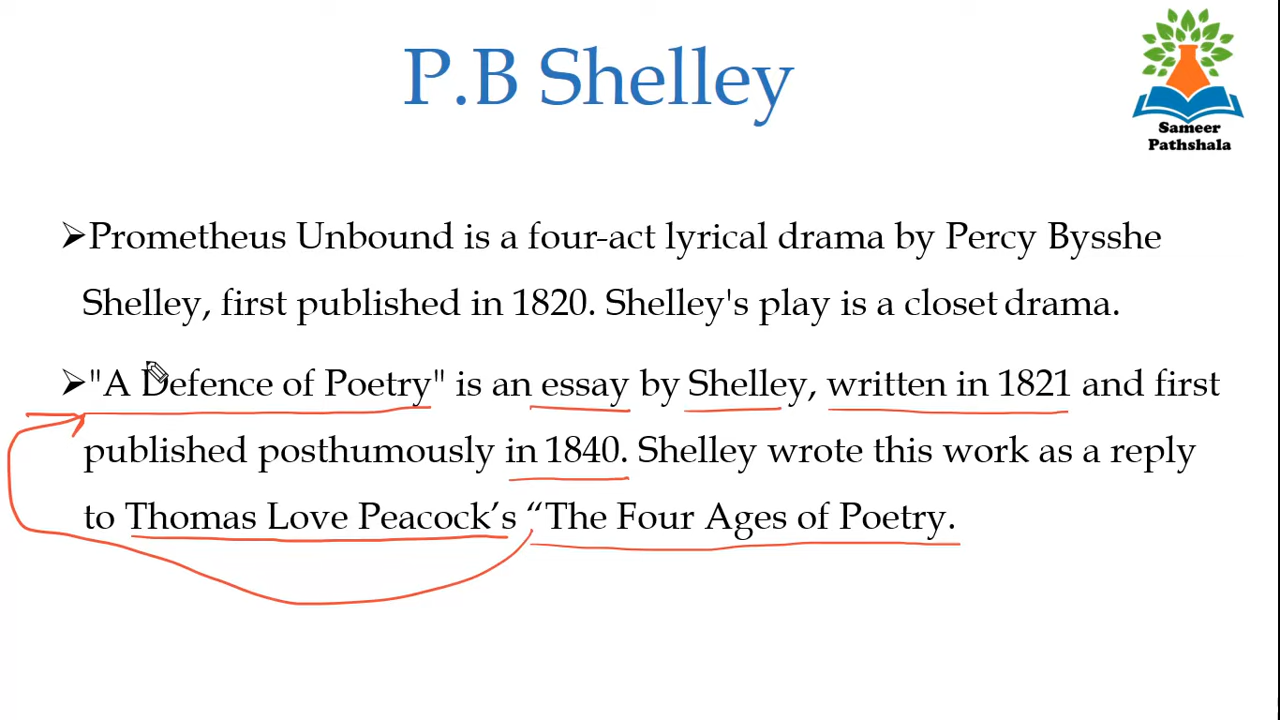 P.B Shelley
Sameer
Pathshala
➢Prometheus Unbound is a four-act lyrical drama by Percy Bysshe
Shelley, first published in 1820. Shelley's play is a closet drama.
➢"A Defence of Poetry" is an essay by Shelley, written in 1821 and first
published posthumously in 1840. Shelley wrote this work as a reply
to Thomas Love Peacock’s “The Four Ages of Poetry.